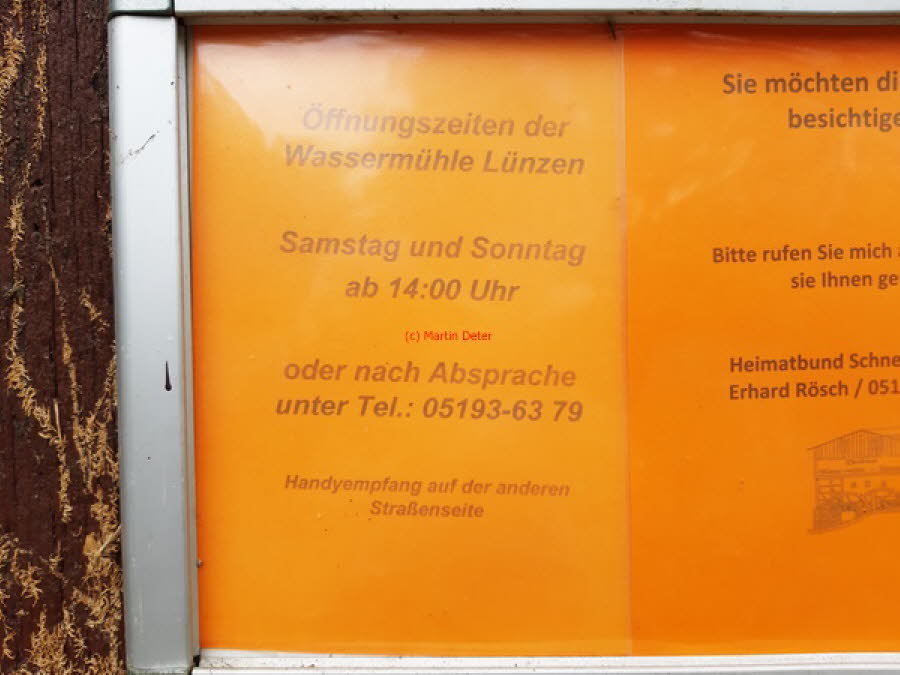 Öffnungszeiten der
Wassermühle Lünzen
Samstag und Sonntag
ab 14:00 Uhr
(c) Martin Deter
oder nach Absprache
unter Tel.: 05193-63 79
Handyempfang auf der anderen
Straßenseite
Sie möchten di
besichtige
Bitte rufen Sie mich
sie Ihnen ge
Heimatbund Schne
Erhard Rösch / 051